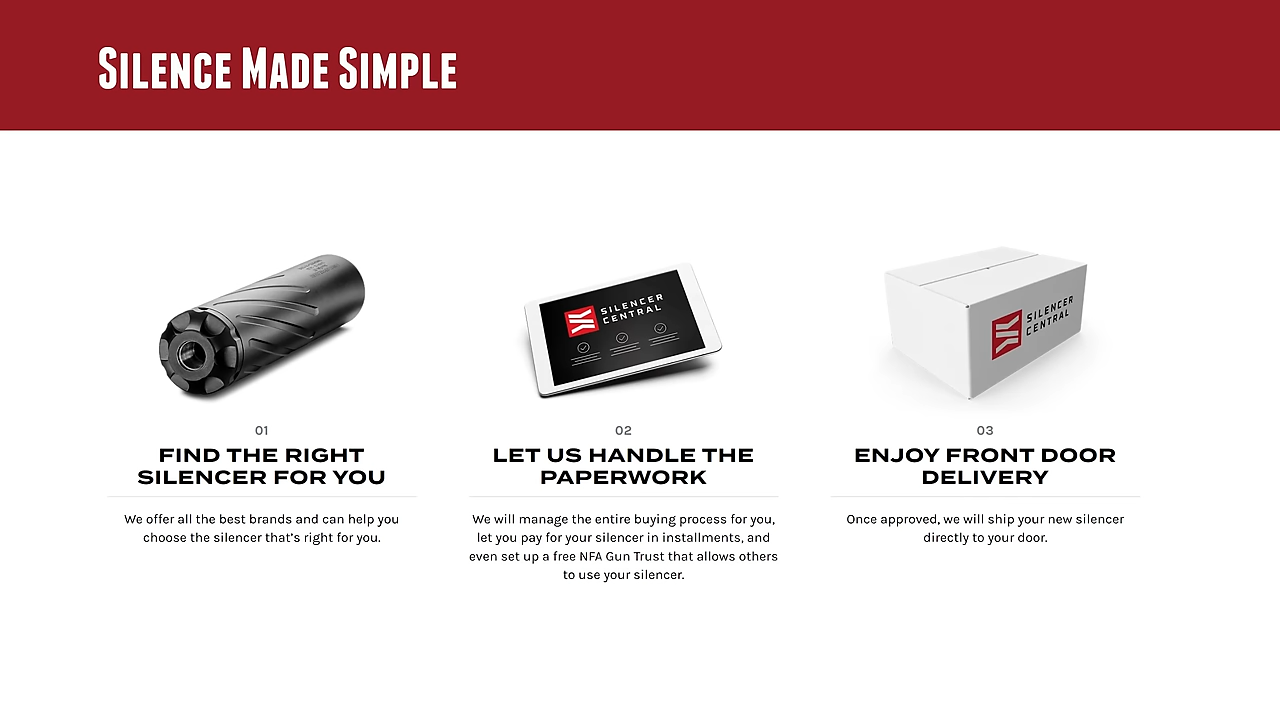 Silence Made Simple
SILENCER
CENTRAL
SILENCER
CENTRAL
01
FIND THE RIGHT
SILENCER FOR YOU
We offer all the best brands and can help you
choose the silencer that's right for you.
02
LET US HANDLE THE
PAPERWORK
We will manage the entire buying process for you,
let you pay for your silencer in installments, and
even set up a free NFA Gun Trust that allows others
to use your silencer.
03
ENJOY FRONT DOOR
DELIVERY
Once approved, we will ship your new silencer
directly to your door.